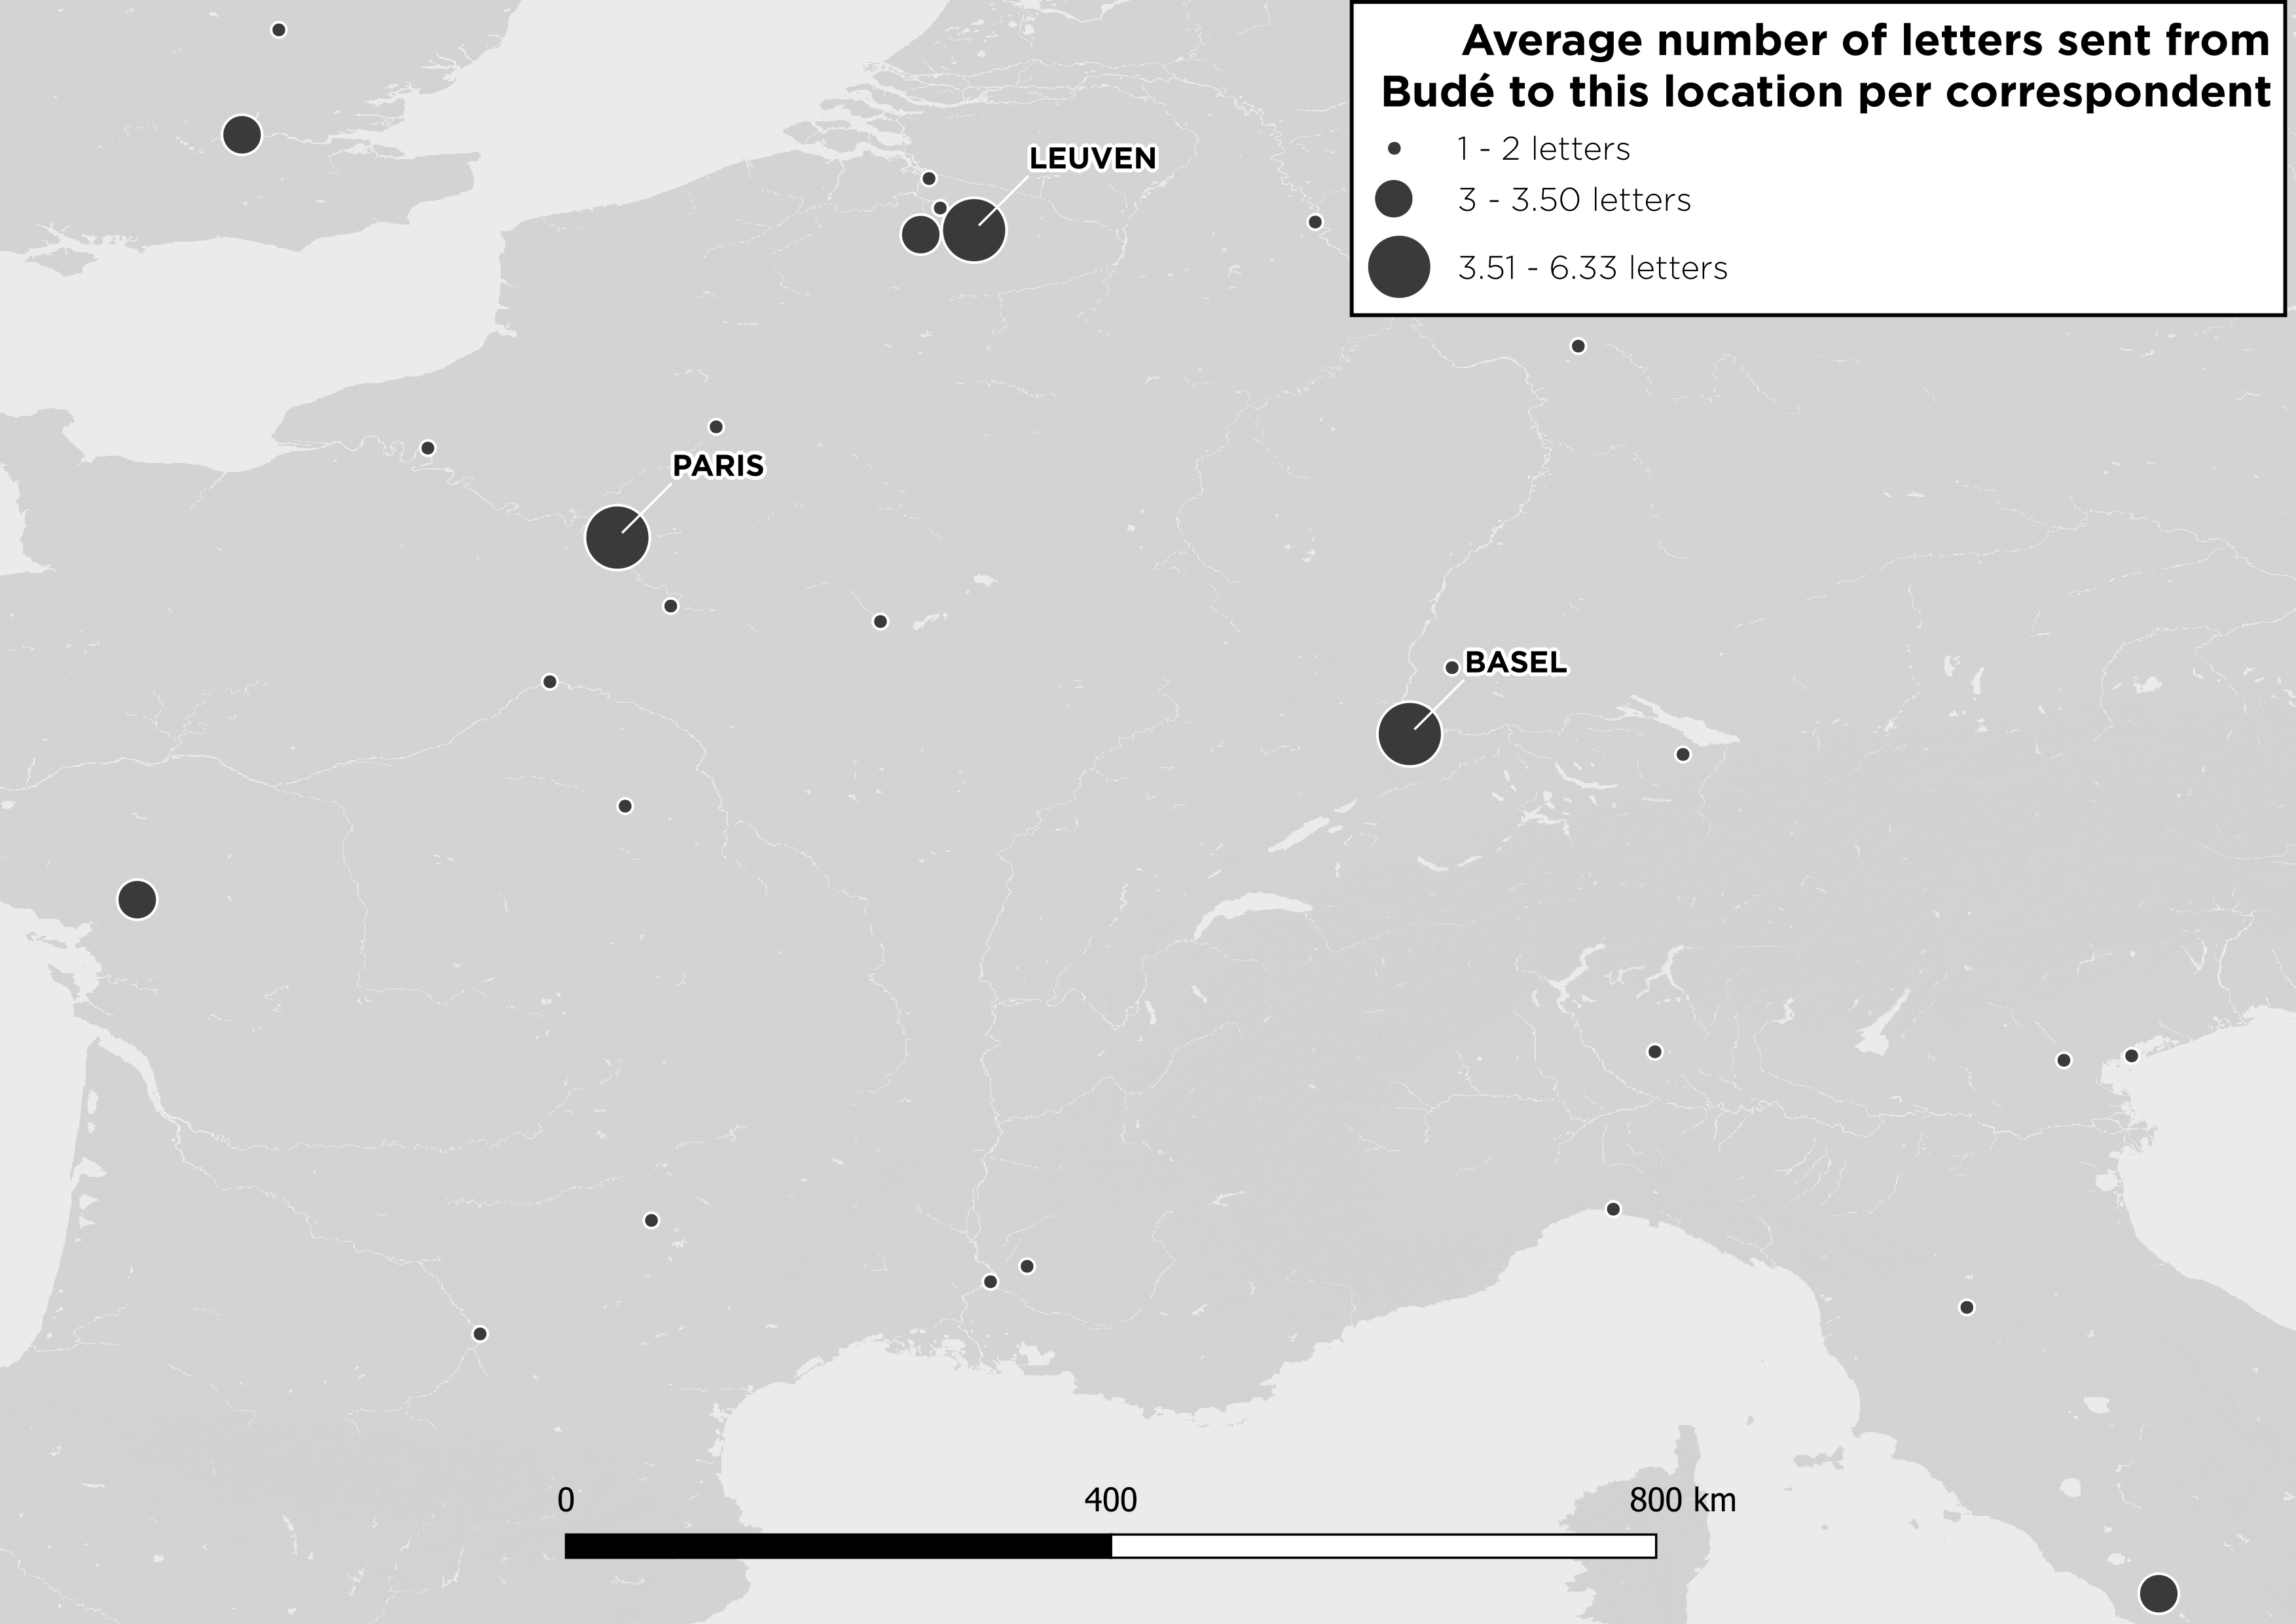 Average number of letters sent from
Budé to this location per correspondent
1 - 2 letters
3 - 3.50 letters
3.51 - 6.33 letters
LEUVEN
PARIS
BASEL
0 400 800 km